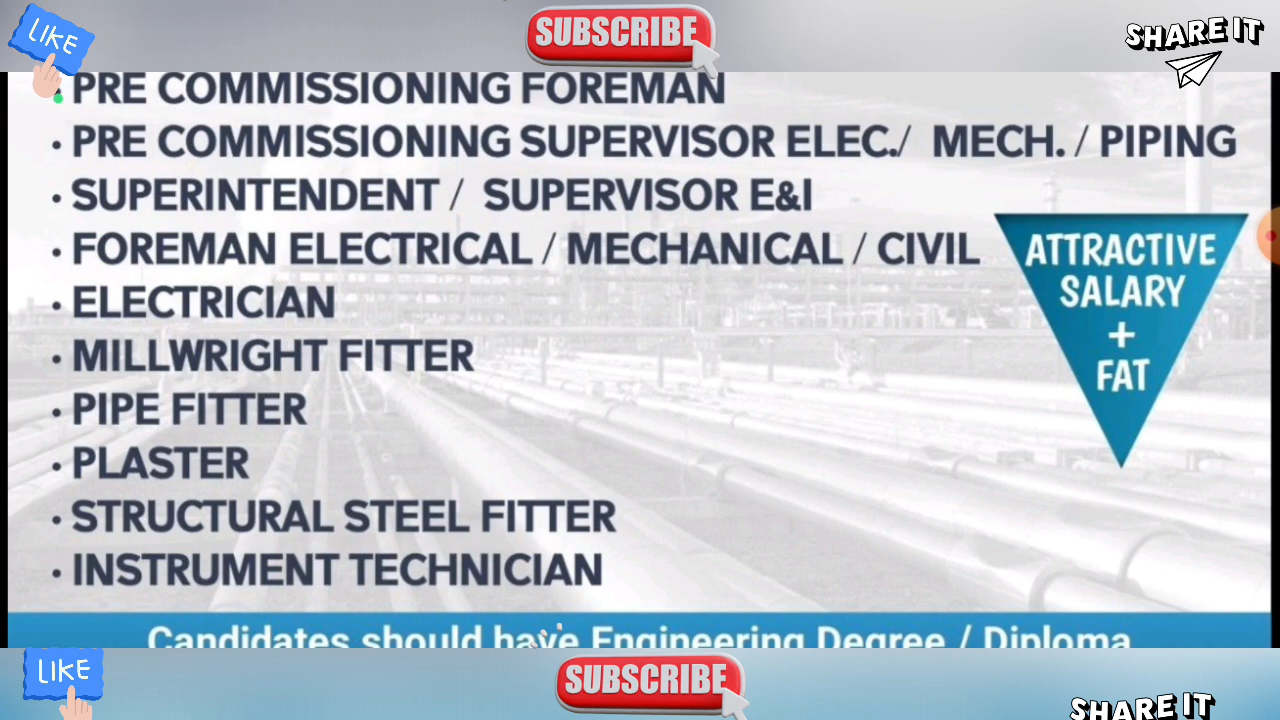 LIKE
SUBSCRIBE
SHARE IT
• PRE COMMISSIONING FOREMAN
• PRE COMMISSIONING SUPERVISOR ELEC./ MECH. / PIPING
• SUPERINTENDENT / SUPERVISOR E&I
• FOREMAN ELECTRICAL / MECHANICAL / CIVIL
• ELECTRICIAN
• MILLWRIGHT FITTER
• PIPE FITTER
• PLASTER
• STRUCTURAL STEEL FITTER
• INSTRUMENT TECHNICIAN
ATTRACTIVE
SALARY
+
FAT
Candidates should have Engineering Degree / Diploma
LIKE
SUBSCRIBE
SHARE IT